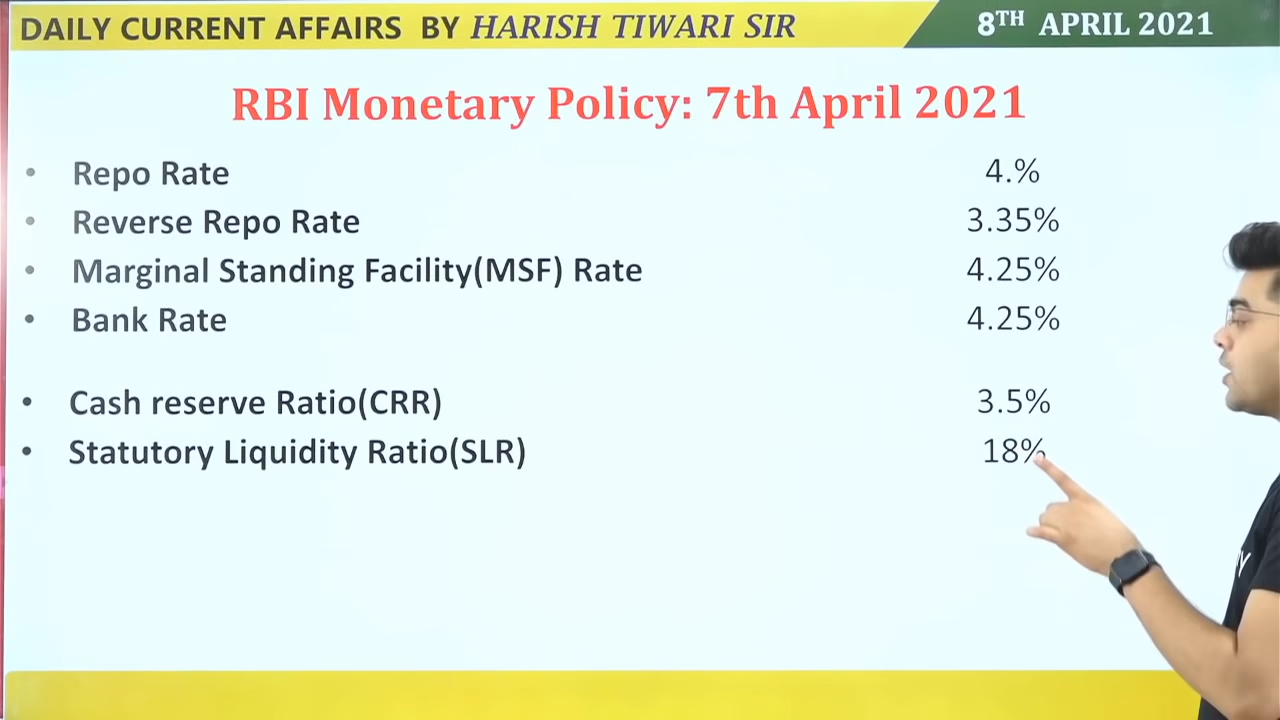 DAILY CURRENT AFFAIRS BY HARISH TIWARI SIR 8TH APRIL 2021
RBI Monetary Policy: 7th April 2021
• Repo Rate 4.%
• Reverse Repo Rate 3.35%
• Marginal Standing Facility(MSF) Rate 4.25%
• Bank Rate 4.25%
• Cash reserve Ratio(CRR) 3.5%
• Statutory Liquidity Ratio(SLR) 18%